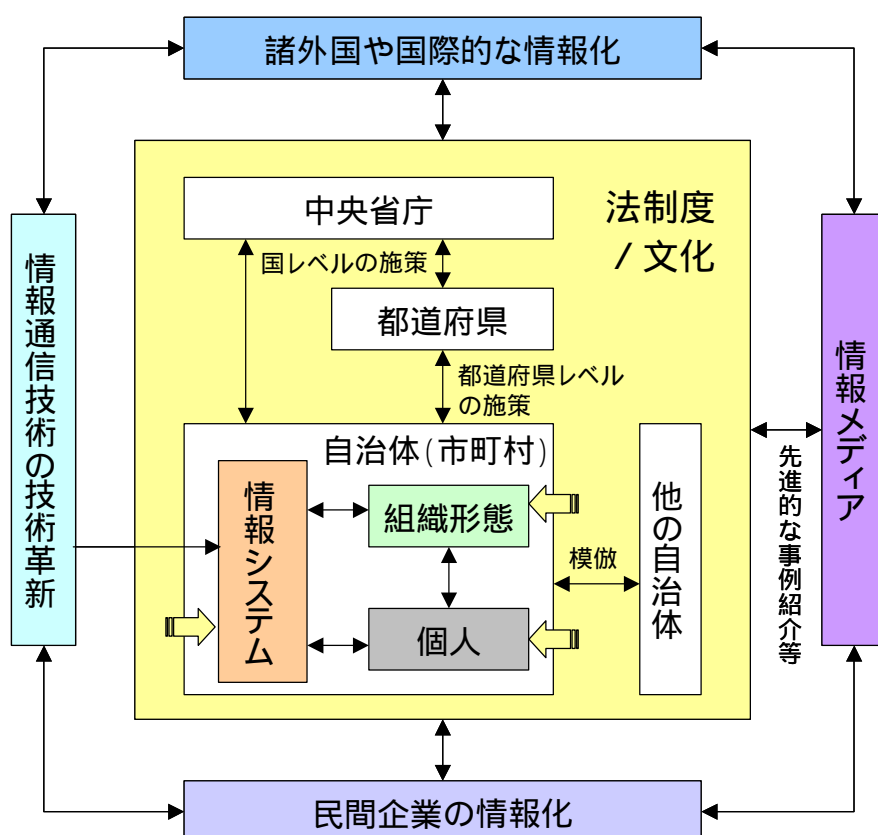 諸外国や国際的な情報化
中央省庁
法制度
/ 文化
国レベルの施策
都道府県
都道府県レベル
の施策
情報通信技術の技術革新
情報メディア
先進的な事例紹介等
自治体(市町村)
情報システム
組織形態
個人
模倣
他の自治体
民間企業の情報化